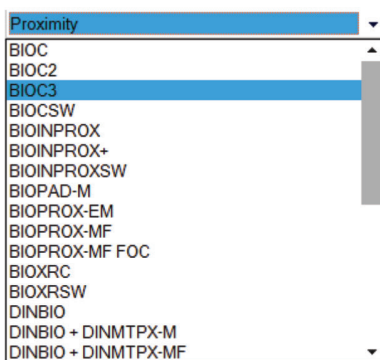 Proximity
BIOC
BIOC2
BIOC3
BIOCSW
BIOINPROX
BIOINPROX+
BIOINPROXSW
BIOPAD-M
BIOPROX-EM
BIOPROX-MF
BIOPROX-MF FOC
BIOXRC
BIOXRSW
DINBIO
DINBIO + DINMTPX-M
DINBIO + DINMTPX-MF